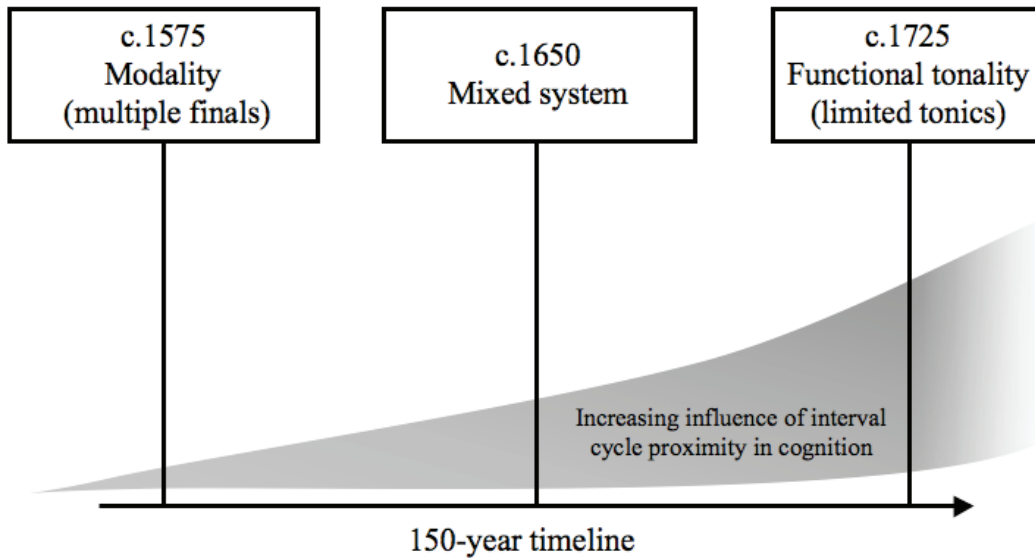 c.1575
Modality
(multiple finals)
c.1650
Mixed system
c.1725
Functional tonality
(limited tonics)
Increasing influence of interval
cycle proximity in cognition
150-year timeline